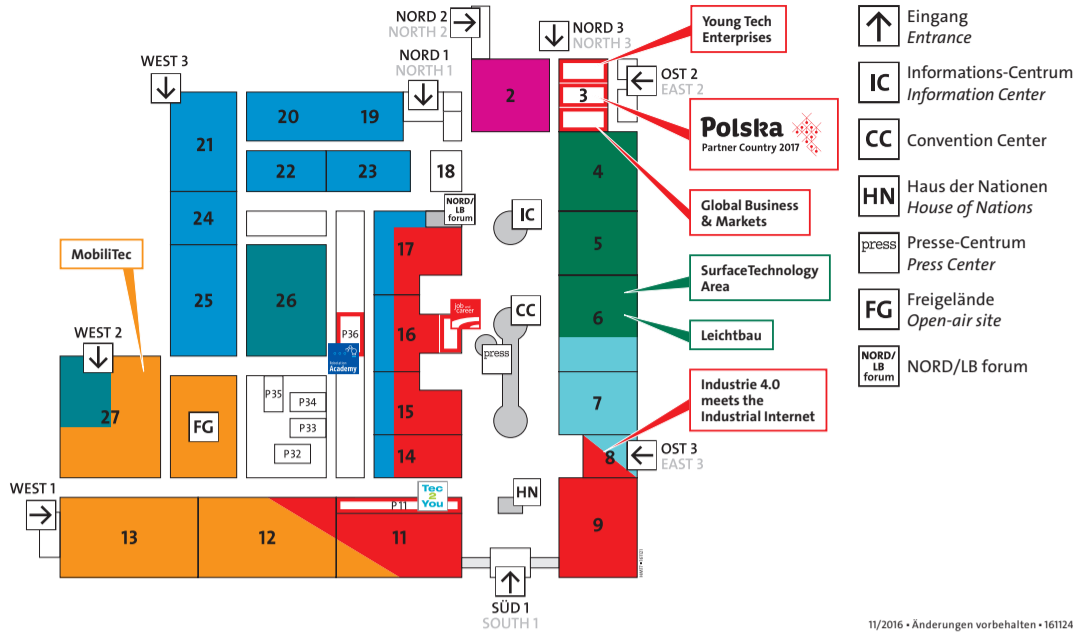 NORD 2
NORTH 2
NORD 3
NORTH 3
Young Tech
Enterprises
Eingang
Entrance
WEST 3
NORD 1
NORTH 1
OST 2
EAST 2
2
3
Polska
Partner Country 2017
IC
Informations-Centrum
Information Center
20
19
21
22
23
18
4
CC
Convention Center
NORD/
LB
forum
IC
Global Business
& Markets
HN
Haus der Nationen
House of Nations
24
17
5
MobiliTec
press
Presse-Centrum
Press Center
SurfaceTechnology
Area
25
26
job and
career
CC
6
FG
Freigelände
Open-air site
P36
16
WEST 2
Academy
press
Leichtbau
NORD/
LB
forum
NORD/LB forum
27
FG
P35
P34
P33
P32
15
7
Industrie 4.0
meets the
Industrial Internet
14
8
OST 3
EAST 3
WEST 1
Tec
2
You
HN
P11
13
12
11
9
SÜD 1
SOUTH 1
11/2016 • Änderungen vorbehalten • 161124